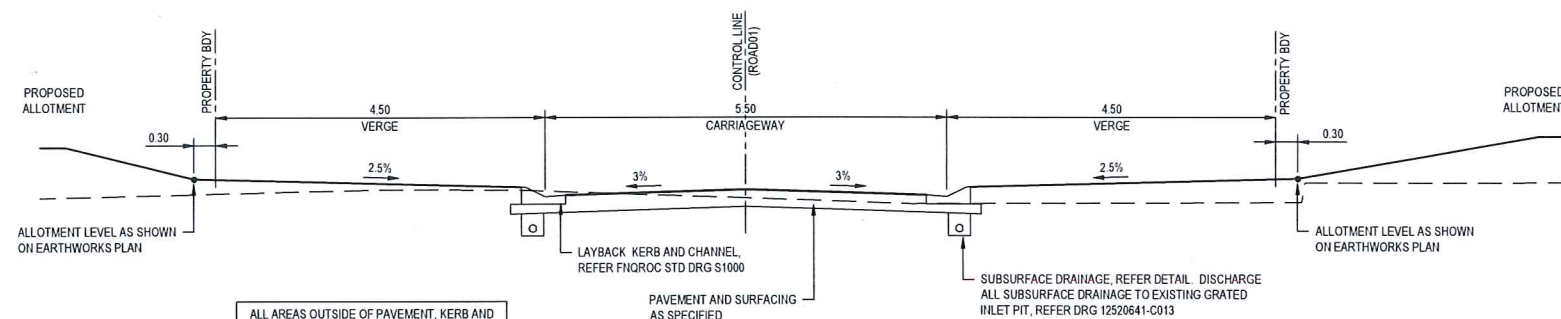 PROPERTY BDY
CONTROL LINE
(ROAD01)
PROPERTY BDY
PROPOSED
ALLOTMENT
PROPOSED
ALLOTMENT
4.50
VERGE
5.50
CARRIAGEWAY
4.50
VERGE
0.30
0.30
2.5%
3%
3%
2.5%
ALLOTMENT LEVEL AS SHOWN
ON EARTHWORKS PLAN
LAYBACK KERB AND CHANNEL,
REFER FNQROC STD DRG S1000
PAVEMENT AND SURFACING
AS SPECIFIED
SUBSURFACE DRAINAGE, REFER DETAIL. DISCHARGE
ALL SUBSURFACE DRAINAGE TO EXISTING GRATED
INLET PIT, REFER DRG 12520641-C013
ALLOTMENT LEVEL AS SHOWN
ON EARTHWORKS PLAN
ALL AREAS OUTSIDE OF PAVEMENT, KERB AND